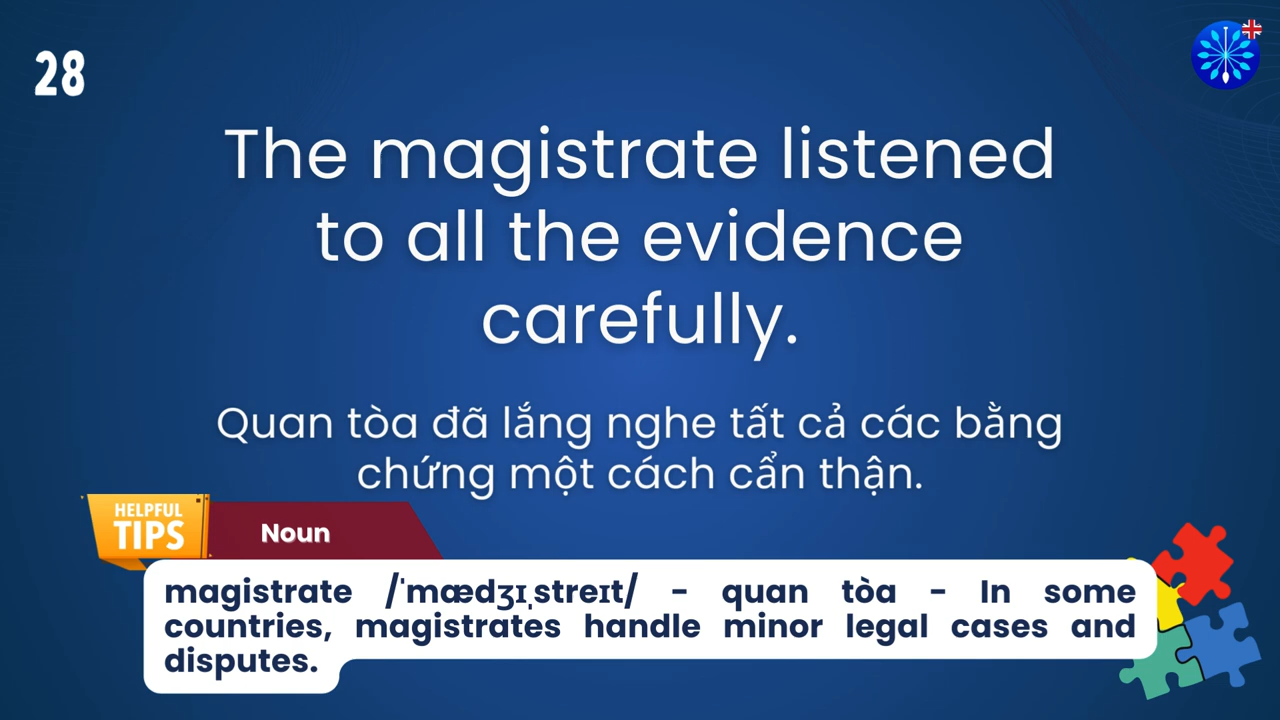 28
The magistrate listened
to all the evidence
carefully.
Quan tòa đã lắng nghe tất cả các bằng
chứng một cách cẩn thận.
HELPFUL
TIPS
Noun
magistrate /ˈmædʒɪˌstreɪt/ - quan tòa - In some
countries, magistrates handle minor legal cases and
disputes.